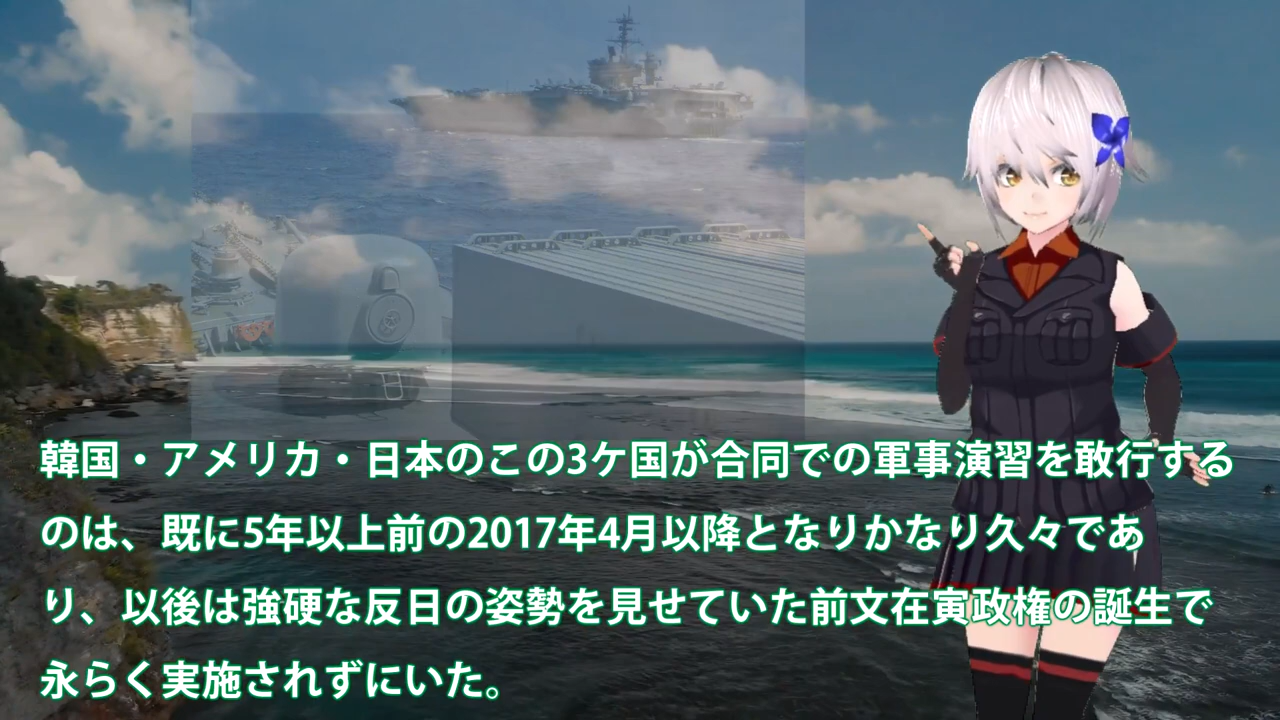 韓国・アメリカ・日本のこの3ケ国が合同での軍事演習を敢行する
のは、既に5年以上前の2017年4月以降となりかなり久々であ
り、以後は強硬な反日の姿勢を見せていた前文在寅政権の誕生で
永らく実施されずにいた。